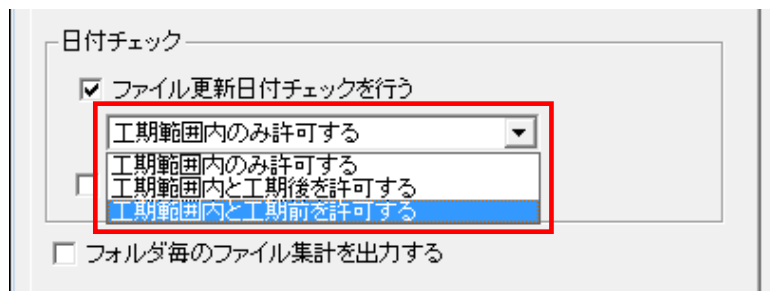 日付チェック
ファイル更新日付チェックを行う
工期範囲内のみ許可する
工期範囲内のみ許可する
工期範囲内と工期後を許可する
工期範囲内と工期前を許可する
フォルダ毎のファイル集計を出力する